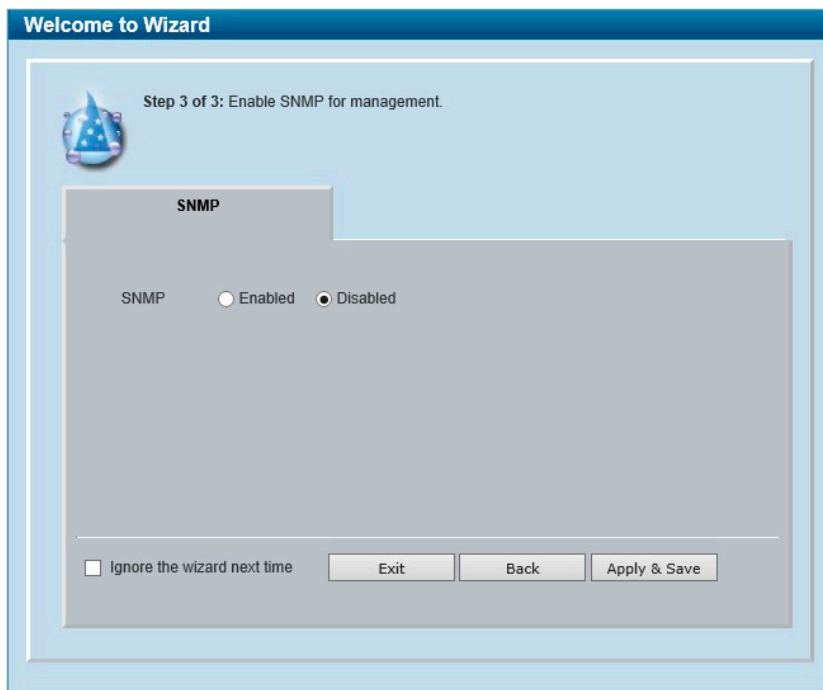 Welcome to Wizard
Step 3 of 3: Enable SNMP for management.
SNMP
SNMP Enabled Disabled
Ignore the wizard next time Exit Back Apply & Save